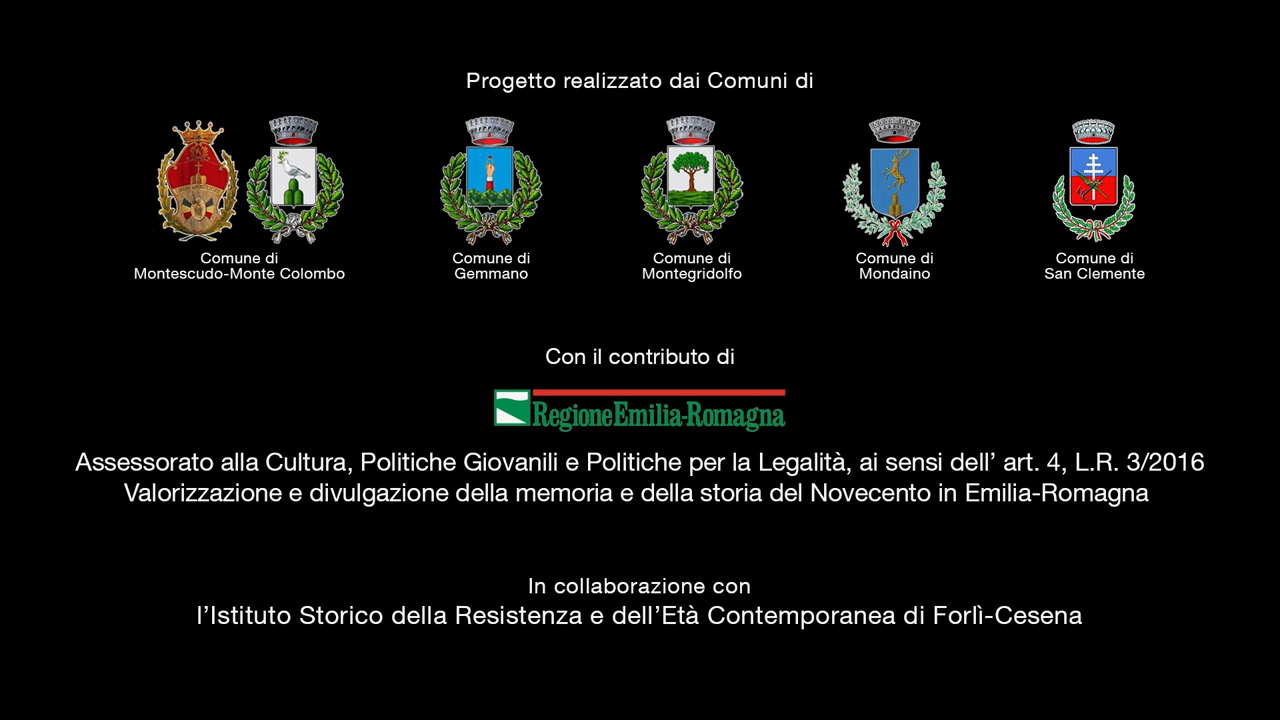 Progetto realizzato dai Comuni di
Comune di
Montescudo-Monte Colombo
Comune di
Gemmano
Comune di
Montegridolfo
Comune di
Mondaino
Comune di
San Clemente
Con il contributo di
RegioneEmilia-Romagna
Assessorato alla Cultura, Politiche Giovanili e Politiche per la Legalità, ai sensi dell’ art. 4, L.R. 3/2016
Valorizzazione e divulgazione della memoria e della storia del Novecento in Emilia-Romagna
In collaborazione con
l’Istituto Storico della Resistenza e dell’Età Contemporanea di Forlì-Cesena